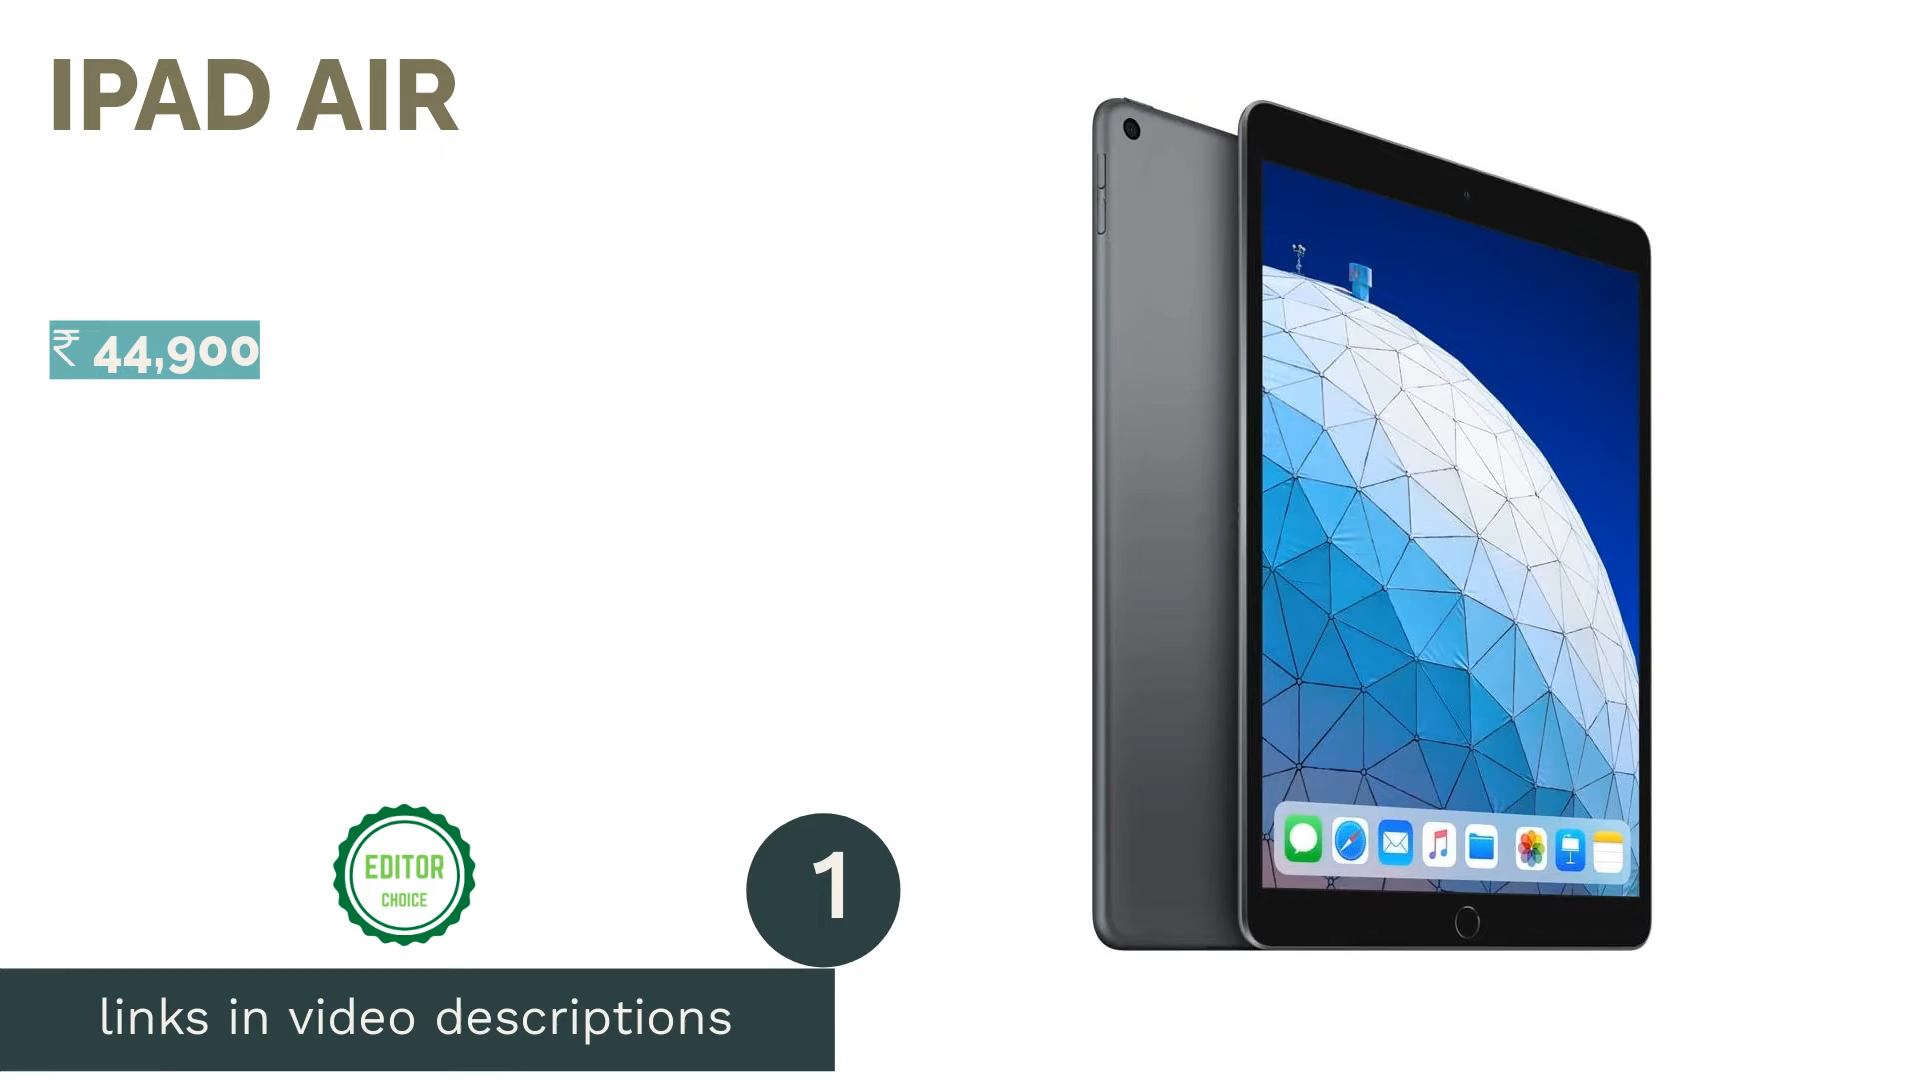 IPAD AIR
₹ 44,900
EDITOR
CHOICE
1
links in video descriptions